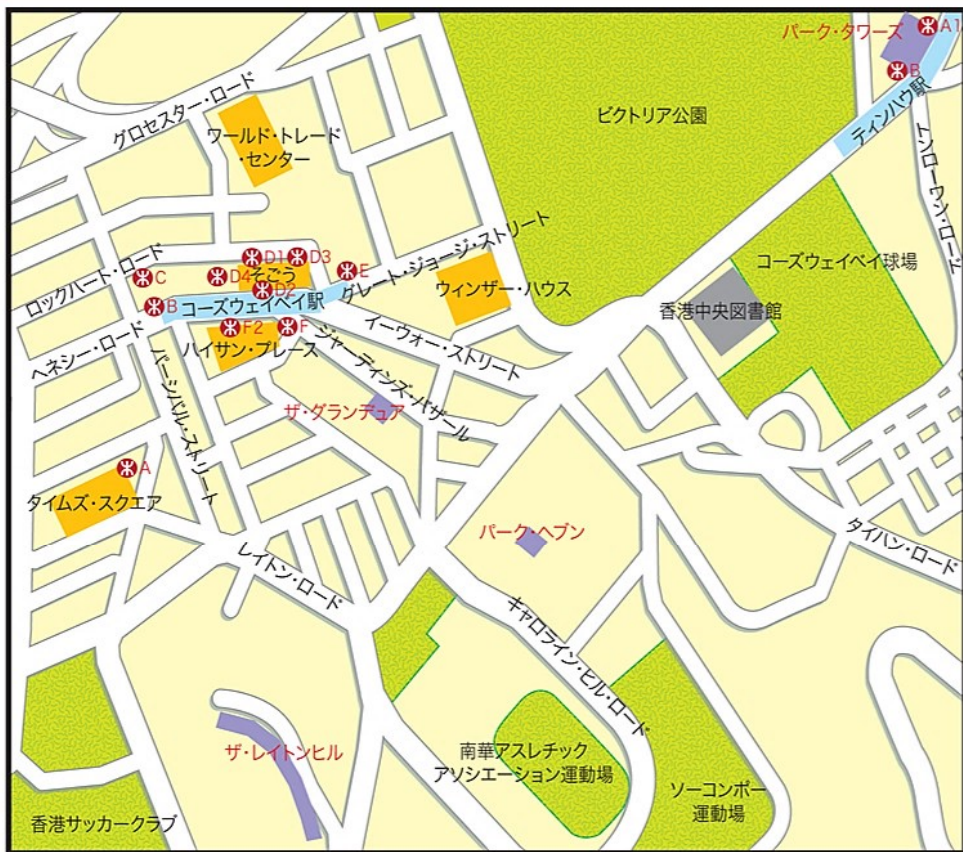 パーク・タワーズ
A1
B
ティンハウ駅
ビクトリア公園
グロセスター・ロード
ワールド・トレード
・センター
トンローワン・ロード
グレート・ジョージ・ストリート
コーズウェイベイ球場
ロックハート・ロード
D1
D3
E
C
D4
そごう
D2
ウィンザー・ハウス
香港中央図書館
B
コーズウェイベイ駅
ヘネシー・ロード
F2
F
ハイサン・プレース
イーウォー・ストリート
ジャーディンズ・バザール
パーシバル・ストリート
ザ・グランデュア
A
タイムズ・スクエア
パーク・ヘブン
タイハン・ロード
レイトン・ロード
キャロライン・ヒル・ロード
ザ・レイトンヒル
南華アスレチック
アソシエーション運動場
ソーコンポー
運動場
香港サッカークラブ